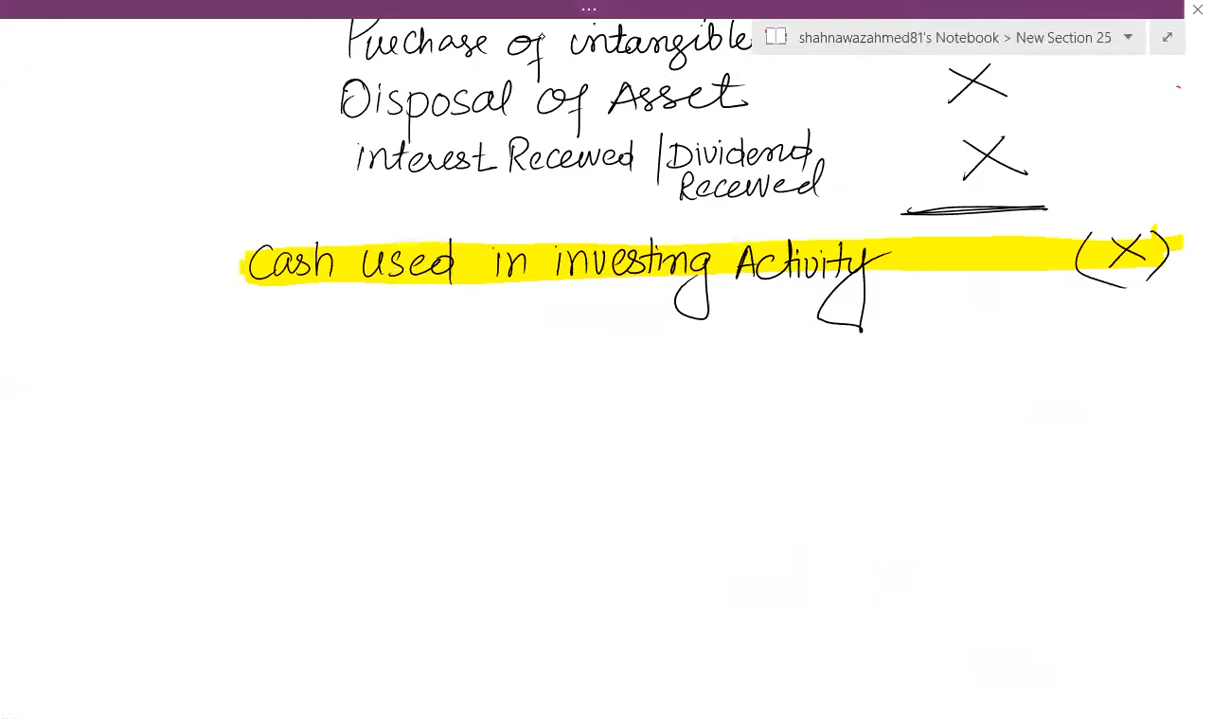 ...
Purchase of intangible
shahnawazahmed81's Notebook > New Section 25
Disposal of Asset X
interest Received | Dividend Received X
Cash used in investing Activity (X)